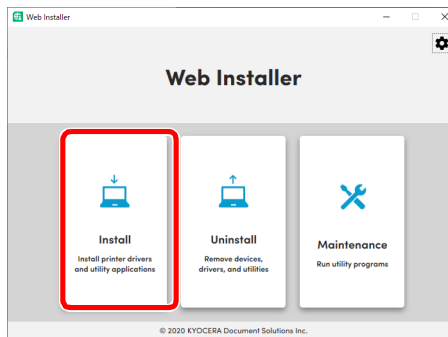 Web Installer
Web Installer
Install
Install printer drivers
and utility applications
Uninstall
Remove devices,
drivers, and utilities
Maintenance
Run utility programs
© 2020 KYOCERA Document Solutions Inc.